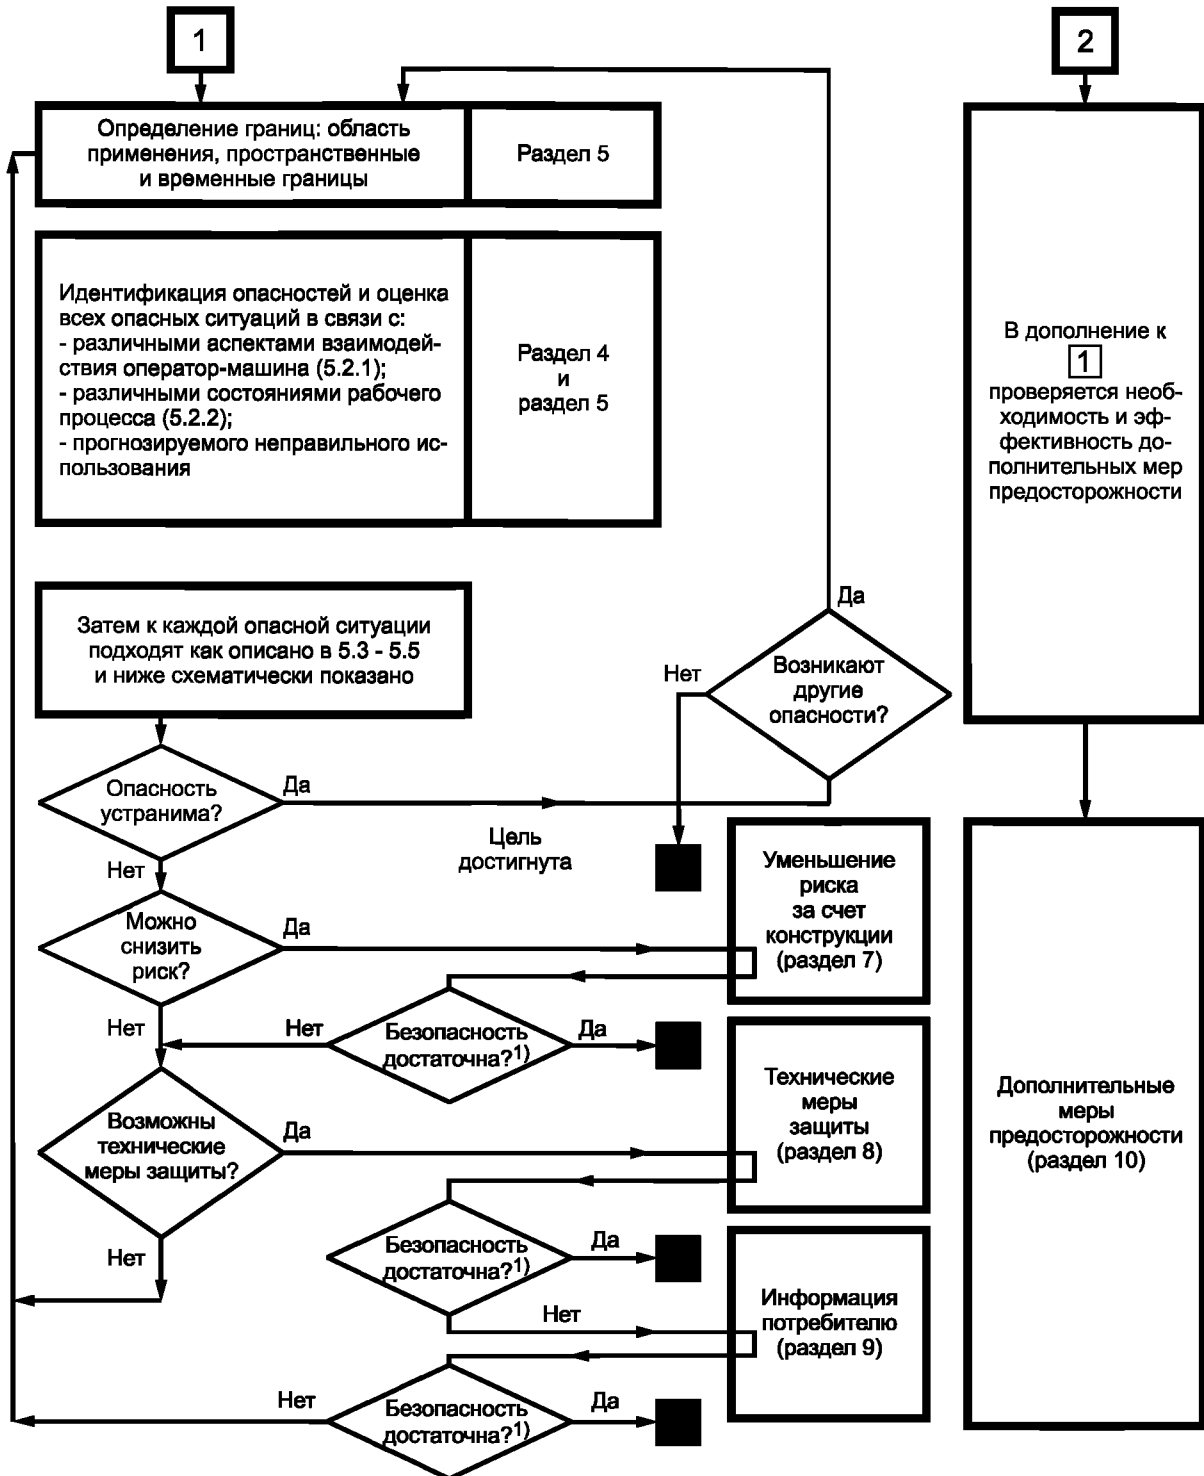 1
Определение границ: область
применения, пространственные
и временные границы
Раздел 5
Идентификация опасностей и оценка
всех опасных ситуаций в связи с:
- различными аспектами взаимодей-
ствия оператор-машина (5.2.1);
- различными состояниями рабочего
процесса (5.2.2);
- прогнозируемого неправильного ис-
пользования
Раздел 4
и
раздел 5
Затем к каждой опасной ситуации
подходят как описано в 5.3 - 5.5
и ниже схематически показано
Да
Нет
Возникают
другие
опасности?
Опасность
устранима?
Да
Цель
достигнута
Нет
Можно
снизить
риск?
Да
Уменьшение
риска
за счет
конструкции
(раздел 7)
Нет
Нет
Безопасность
достаточна?1)
Да
Возможны
технические
меры защиты?
Да
Технические
меры
защиты
(раздел 8)
Нет
Безопасность
достаточна?1)
Да
Нет
Информация
потребителю
(раздел 9)
Нет
Безопасность
достаточна?1)
Да
2
В дополнение к
1
проверяется необ-
ходимость и эф-
фективность до-
полнительных мер
предосторожности
Дополнительные
меры
предосторожности
(раздел 10)